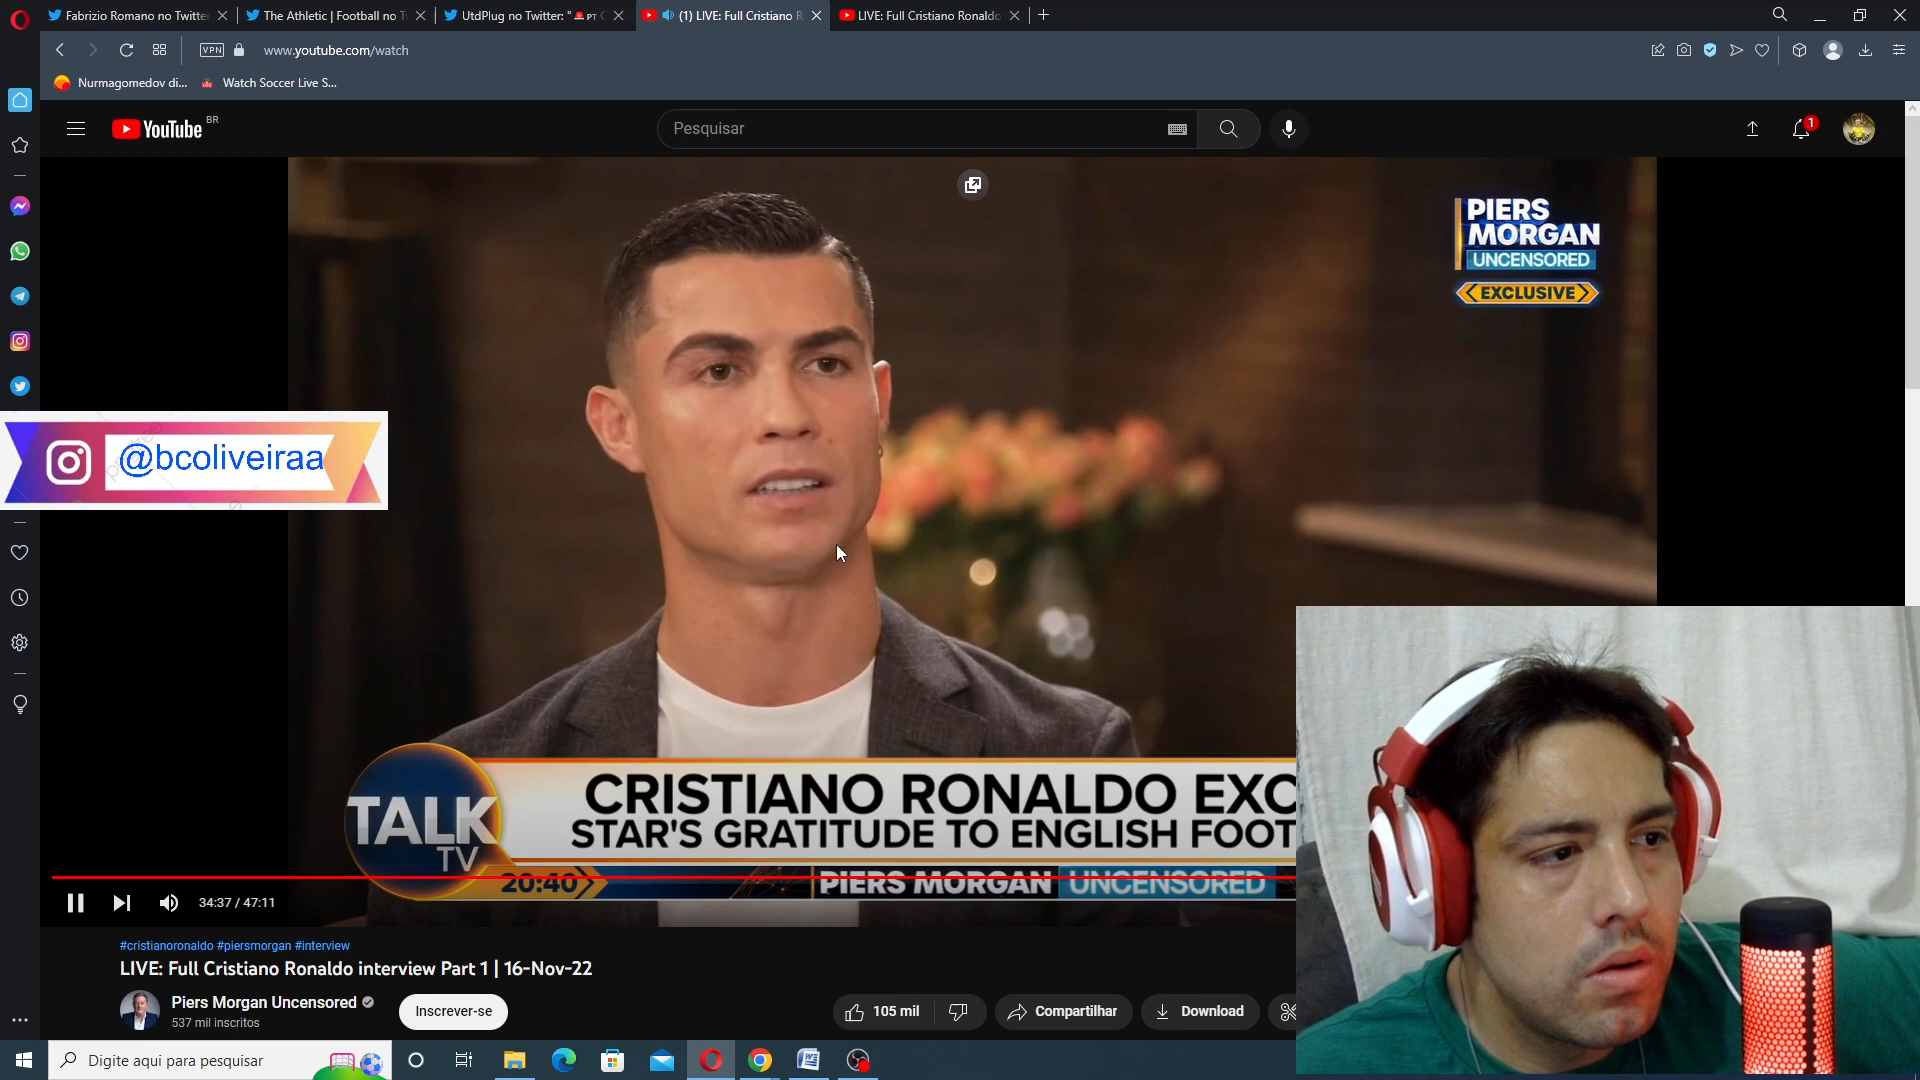 Fabrizio Romano no Twitte
The Athletic | Football no T
UtdPlug no Twitter: "🚨PT C
(1) LIVE: Full Cristiano R
LIVE: Full Cristiano Ronaldo
VPN
www.youtube.com/watch
Nurmagomedov di...
Watch Soccer Live S...
YouTube BR
Pesquisar
1
PIERS
MORGAN
UNCENSORED
EXCLUSIVE
@bcoliveiraa
CRISTIANO RONALDO EXC
STAR'S GRATITUDE TO ENGLISH FOOT
TALK
TV
20:40
PIERS MORGAN UNCENSORED
34:37 / 47:11
#cristianoronaldo #piersmorgan #interview
LIVE: Full Cristiano Ronaldo interview Part 1 | 16-Nov-22
Piers Morgan Uncensored
537 mil inscritos
Inscrever-se
105 mil
Compartilhar
Download
Digite aqui para pesquisar